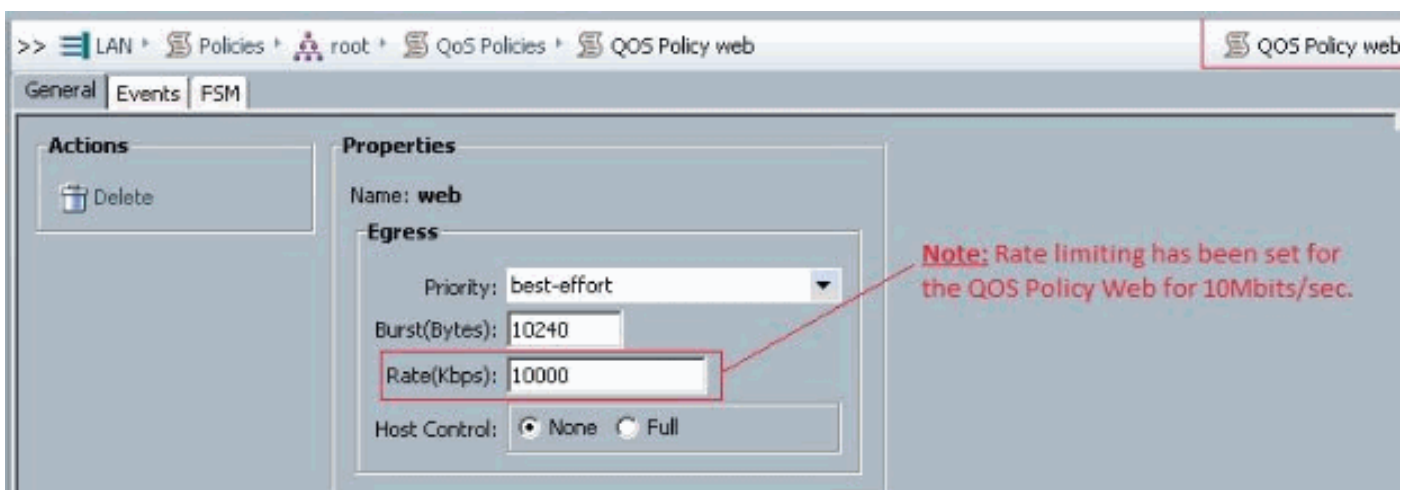 >> LAN Policies root QoS Policies QOS Policy web
QOS Policy web
General Events FSM
Actions
Delete
Properties
Name: web
Egress
Priority: best-effort
Burst(Bytes): 10240
Rate(Kbps): 10000
Host Control: None Full
Note: Rate limiting has been set for
the QOS Policy Web for 10Mbits/sec.